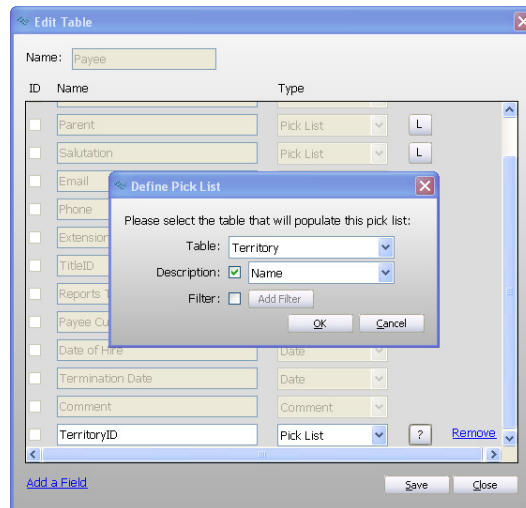 Edit Table
Name: Payee
ID Name Type
Parent Pick List L
Salutation Pick List L
Email
Define Pick List
Phone
Please select the table that will populate this pick list:
Extension
Table: Territory
TitleID
Description: Name
Reports
Filter: Add Filter
Payee Cu
OK Cancel
Date of Hire Date
Termination Date Date
Comment Comment
TerritoryID Pick List ? Remove
Add a Field Save Close